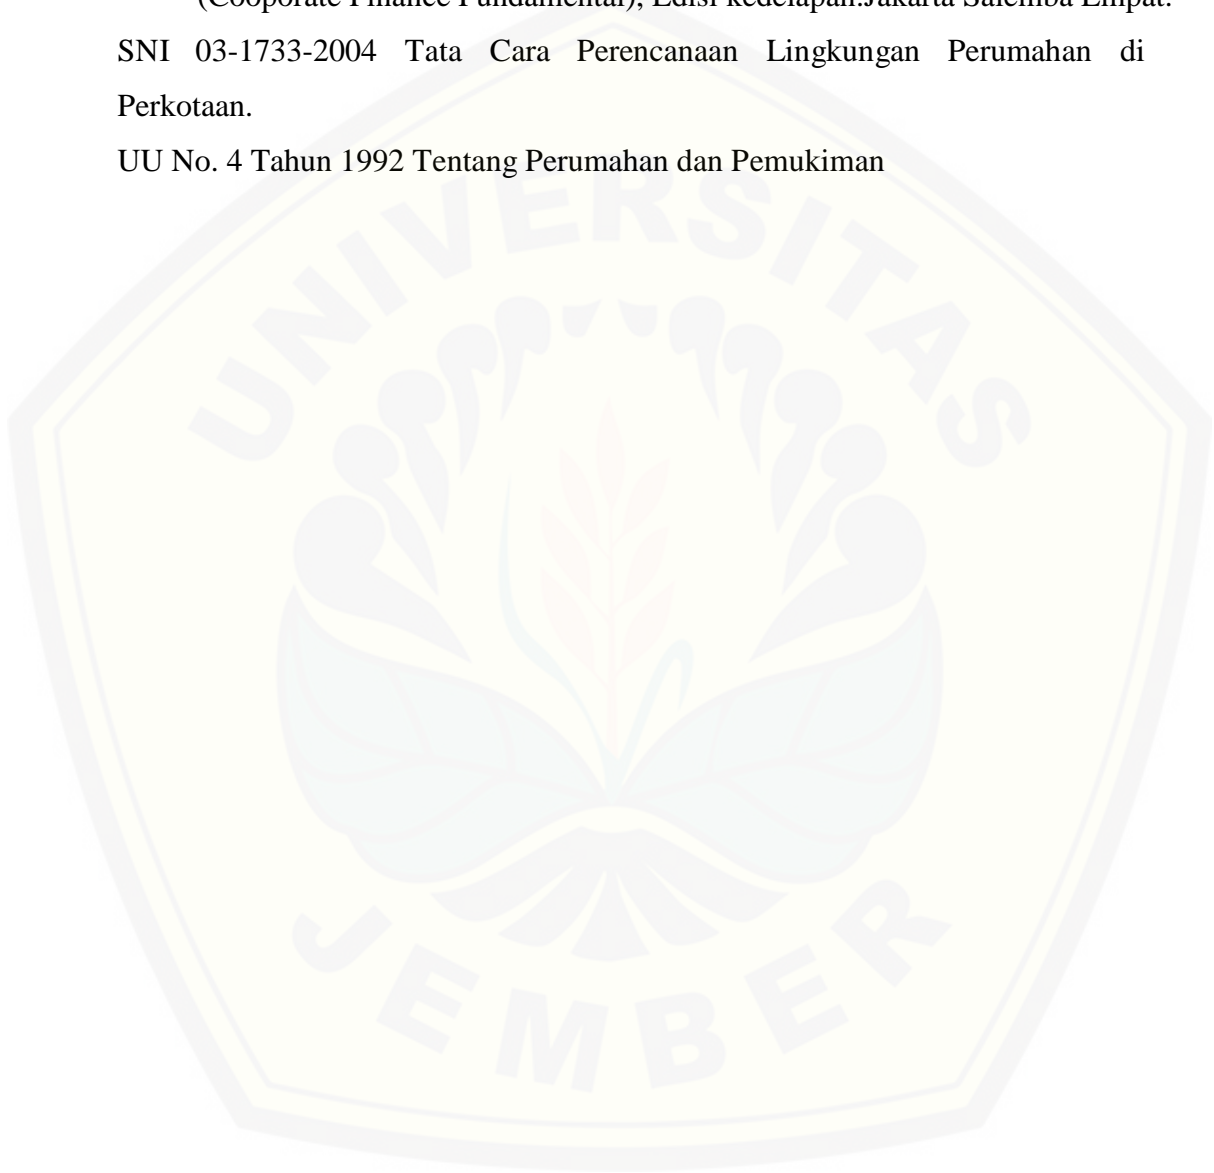 (Cooporate Finance Fundamental), Edisi kedelapan.Jakarta Salemba Empat.
SNI 03-1733-2004 Tata Cara Perencanaan Lingkungan Perumahan di
Perkotaan.
UU No. 4 Tahun 1992 Tentang Perumahan dan Pemukiman
UNIVERSITAS
JEMBER